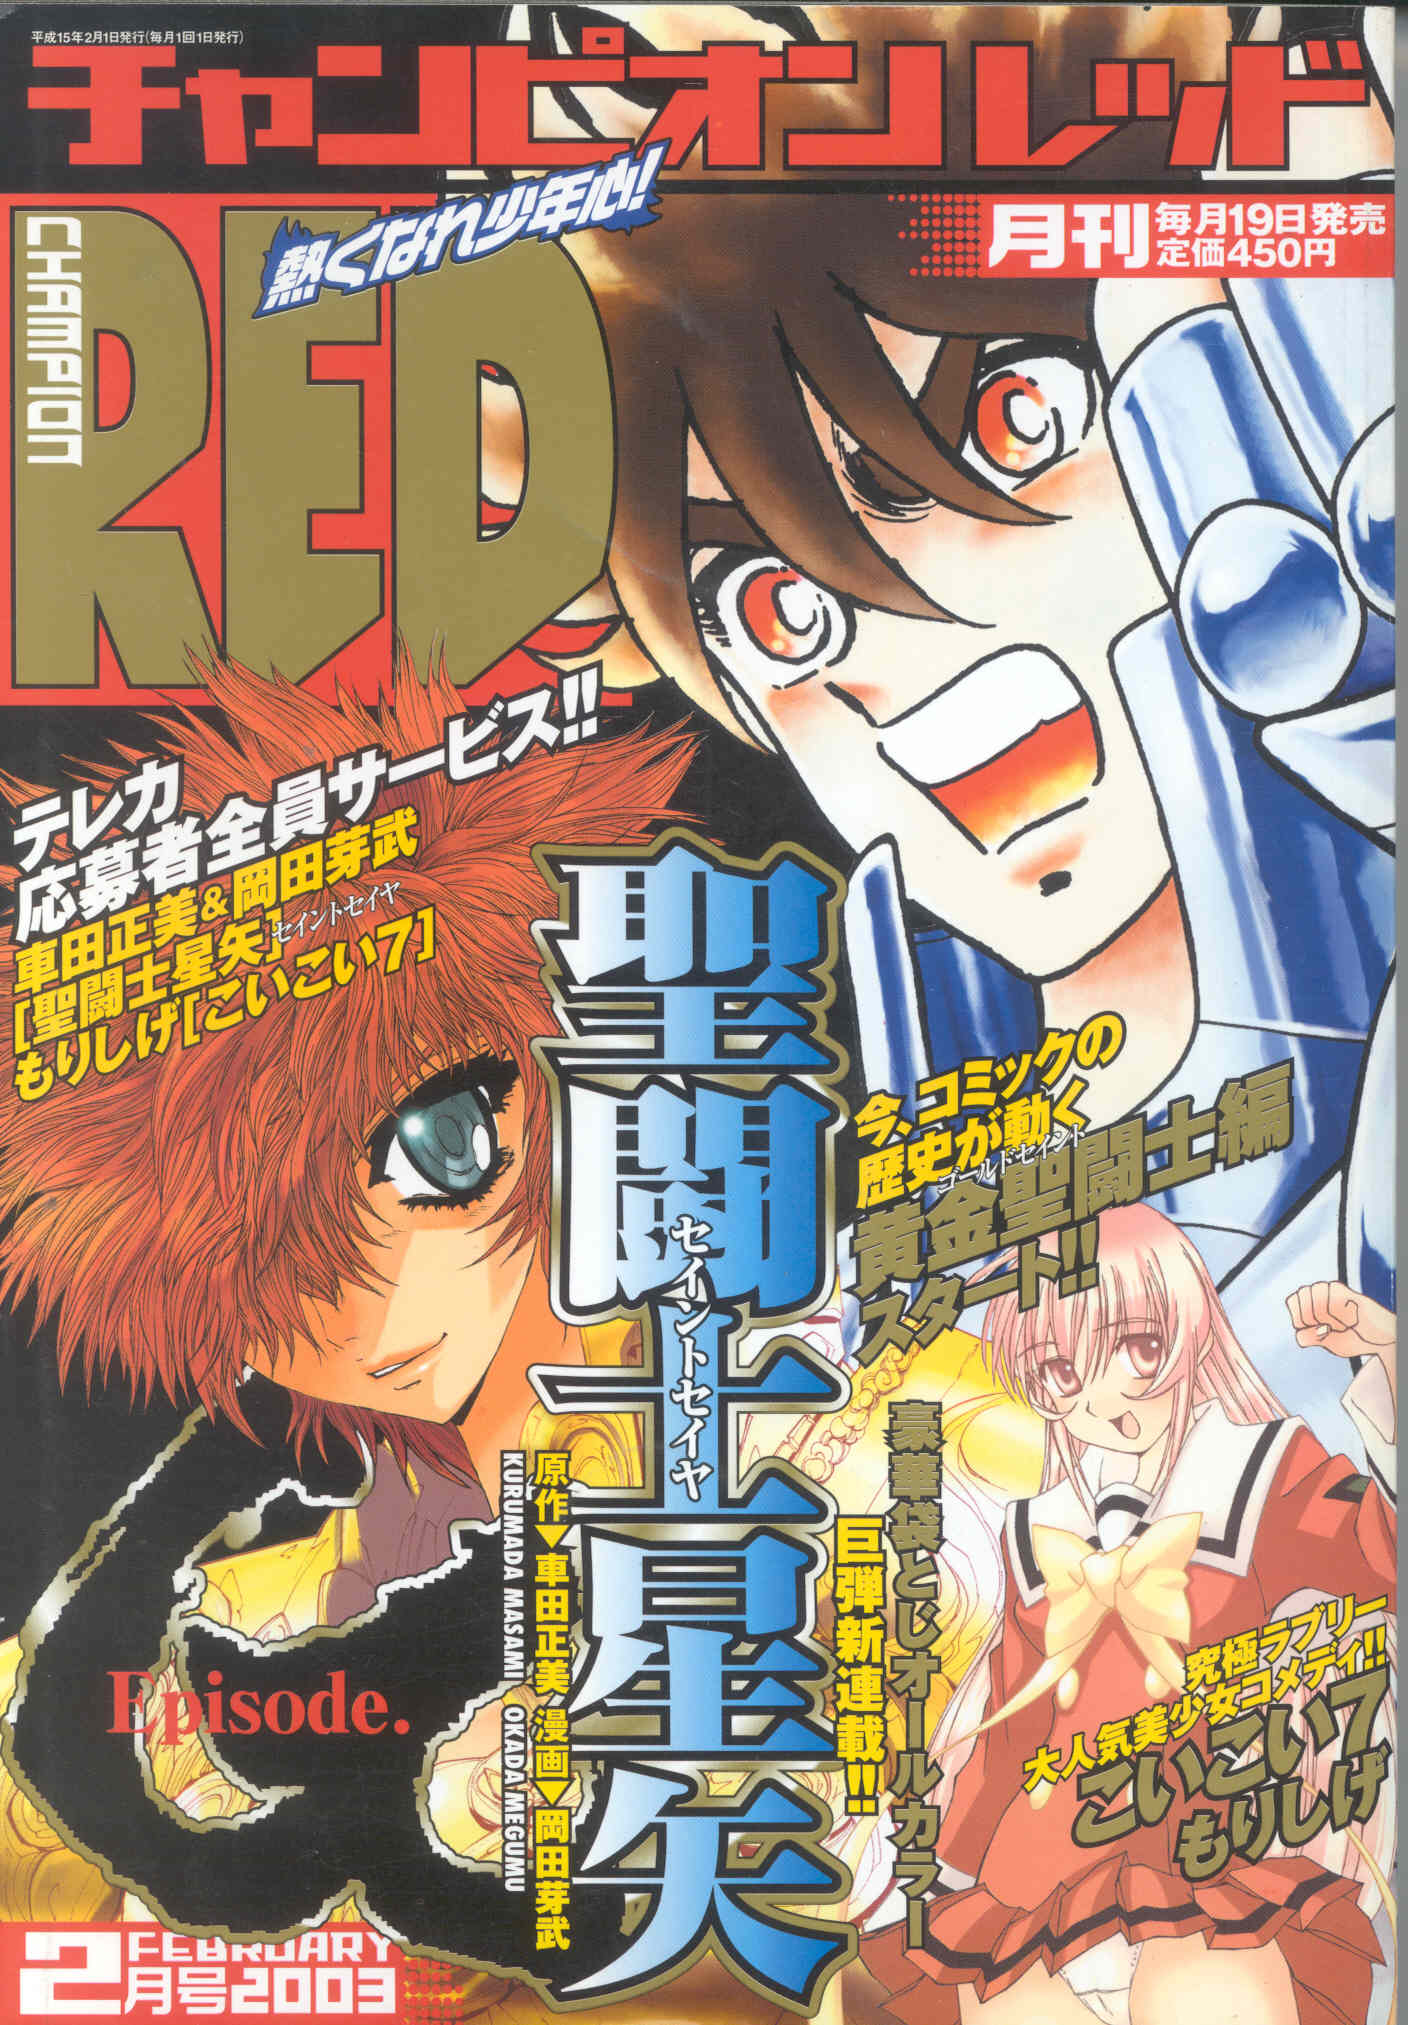 平成15年2月1日発行(毎月1回1日発行)
チャンピオンレッド
CHAMPION
RED
熱くなれ少年心!
月刊
毎月19日発売
定価450円
テレカ
応募者全員サービス!!
車田正美&岡田芽武
[聖闘士星矢]セイントセイヤ
もりしげ[こいこい7]
聖闘士星矢
セイントセイヤ
今、コミックの
歴史が動く
ゴールドセイント
黄金聖闘士編
スタート!!
豪華袋とじオールカラー
巨弾新連載!!
原作▼車田正美/漫画▼岡田芽武
KURUMADA MASAMI/OKADA MEGUMU
Episode.
G
究極ラブリー
大人気美少女コメディ!!
こいこい7
もりしげ
2
FEBRUARY
月号2003